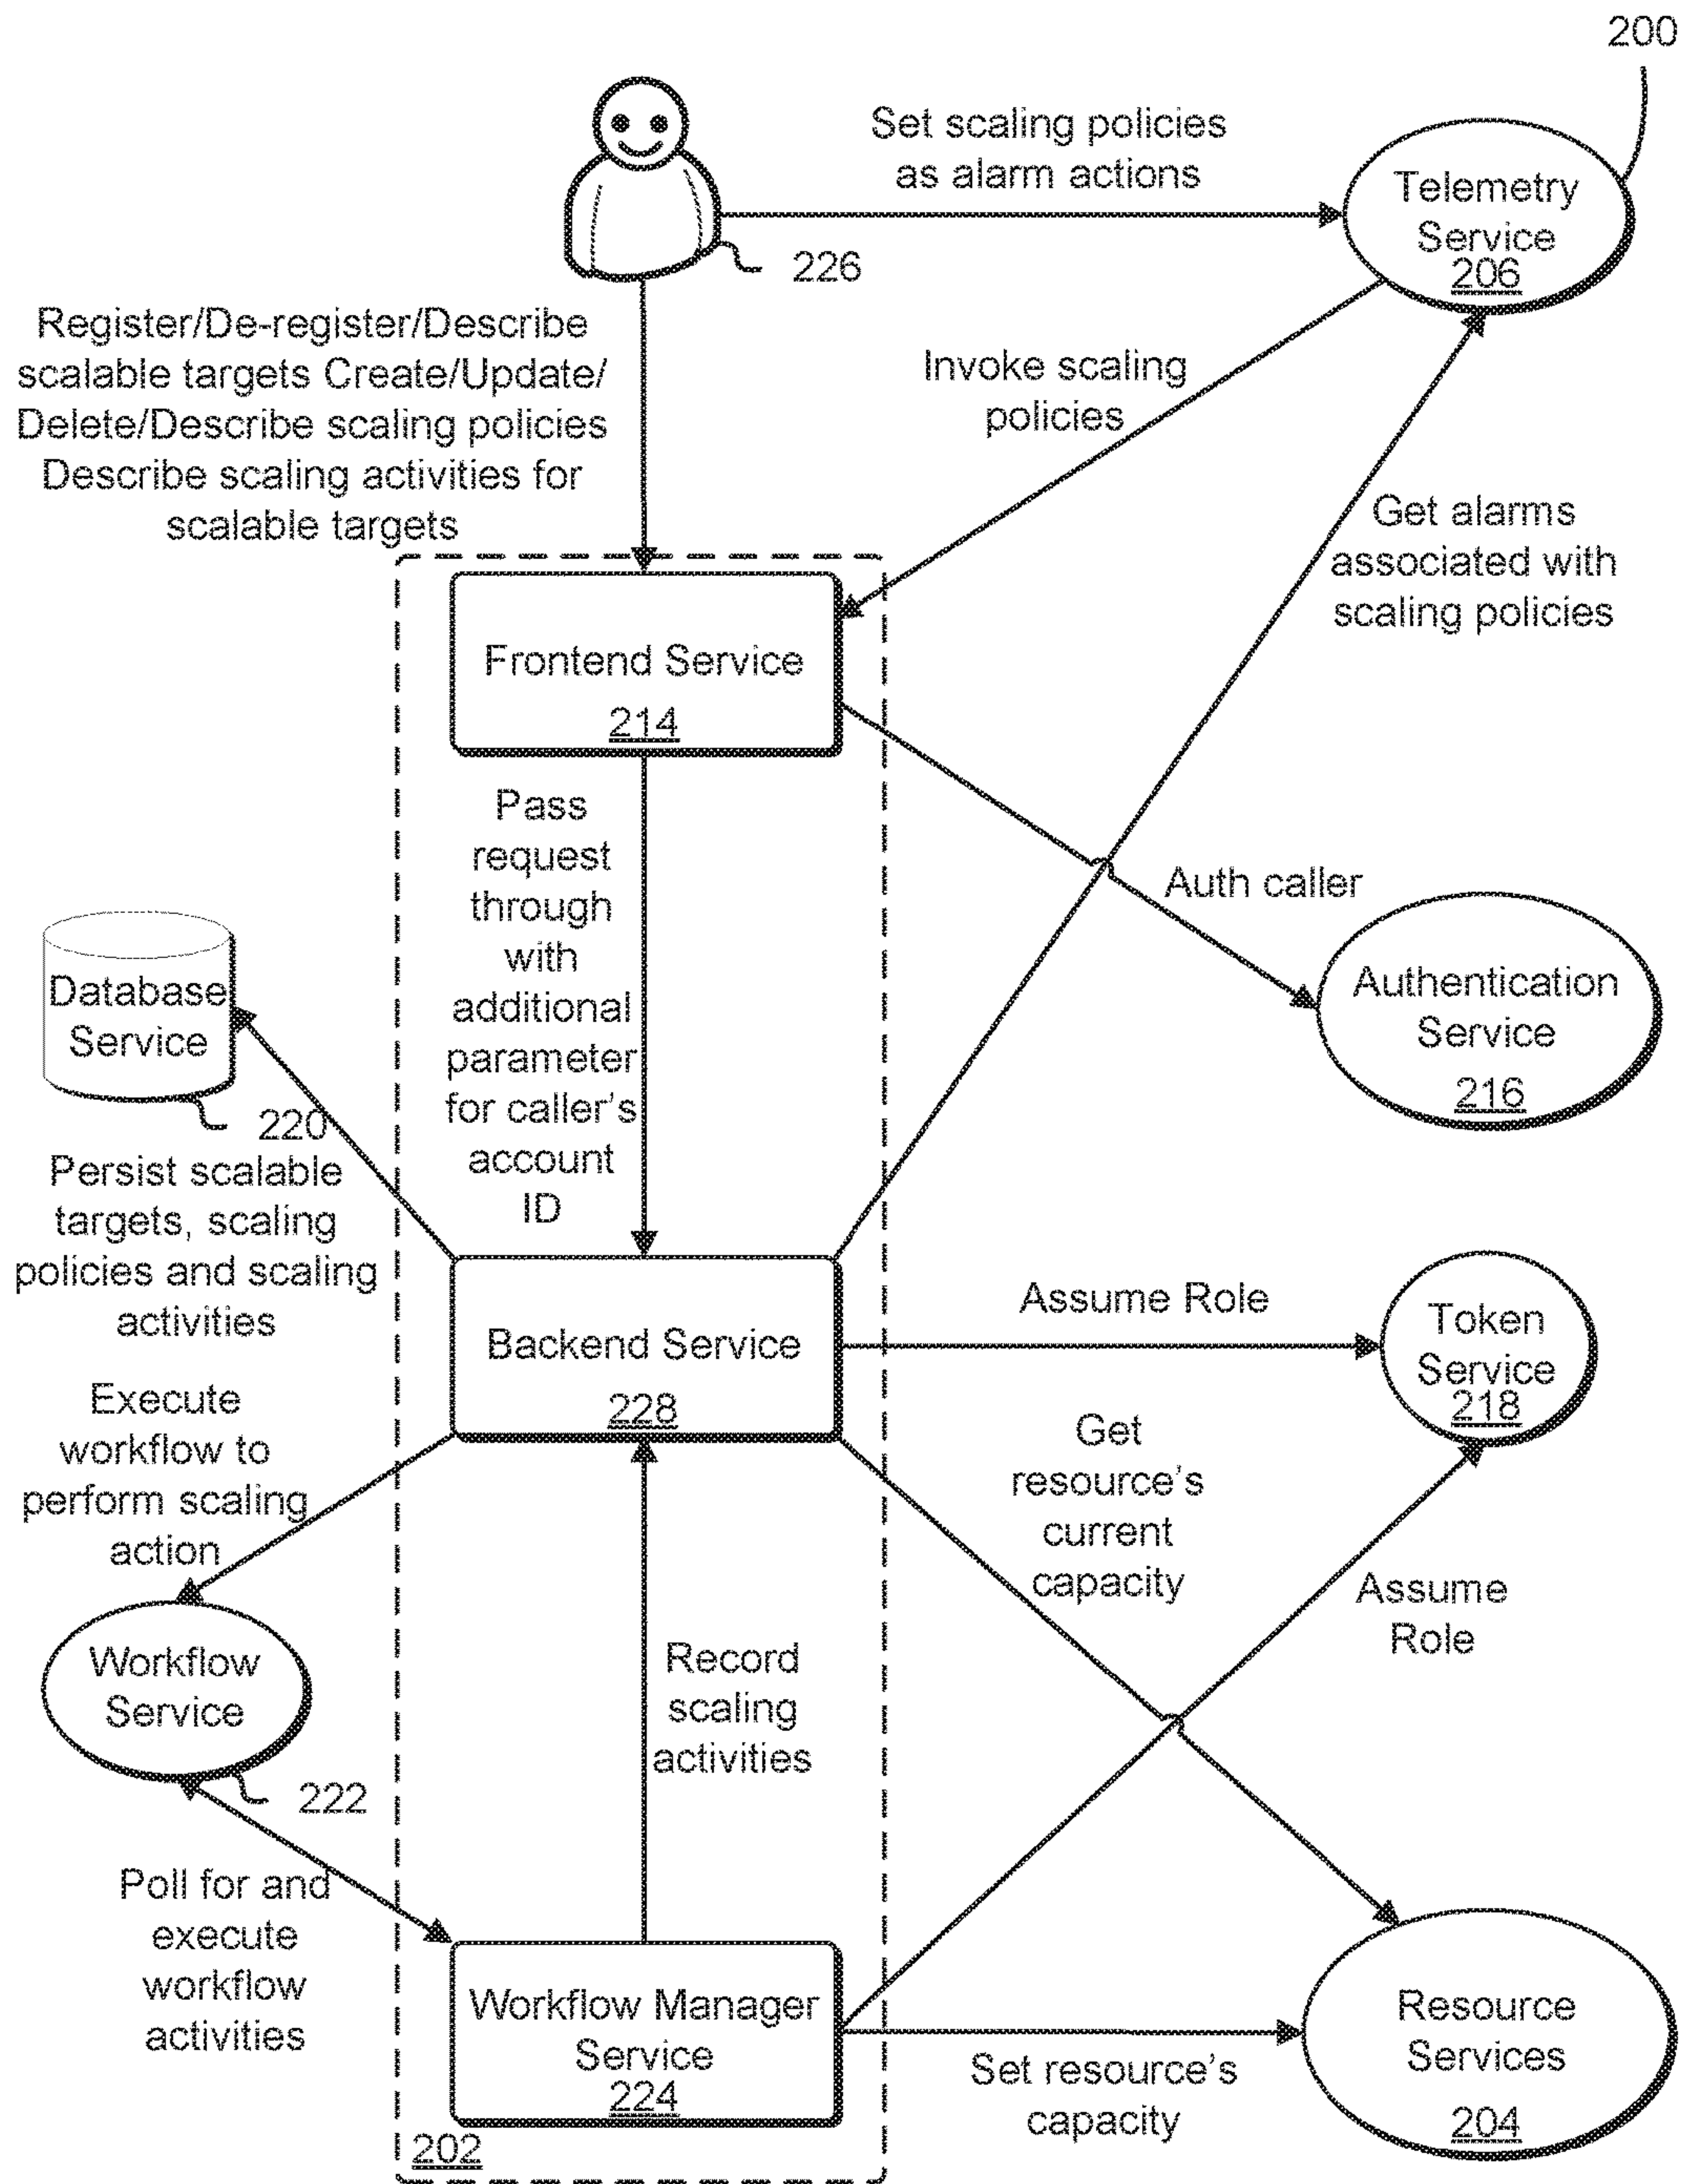 200
Set scaling policies
as alarm actions
Telemetry
Service
206
226
Register/De-register/Describe
scalable targets Create/Update/
Delete/Describe scaling policies
Describe scaling activities for
scalable targets
Invoke scaling
policies
Get alarms
associated with
scaling policies
Frontend Service
214
Pass
request
through
with
additional
parameter
for caller's
account
ID
Auth caller
Authentication
Service
216
Database
Service
220
Persist scalable
targets, scaling
policies and scaling
activities
Backend Service
228
Assume Role
Token
Service
218
Execute
workflow to
perform scaling
action
Get
resource's
current
capacity
Assume
Role
Workflow
Service
222
Record
scaling
activities
Poll for and
execute
workflow
activities
Workflow Manager
Service
224
Set resource's
capacity
Resource
Services
204
202